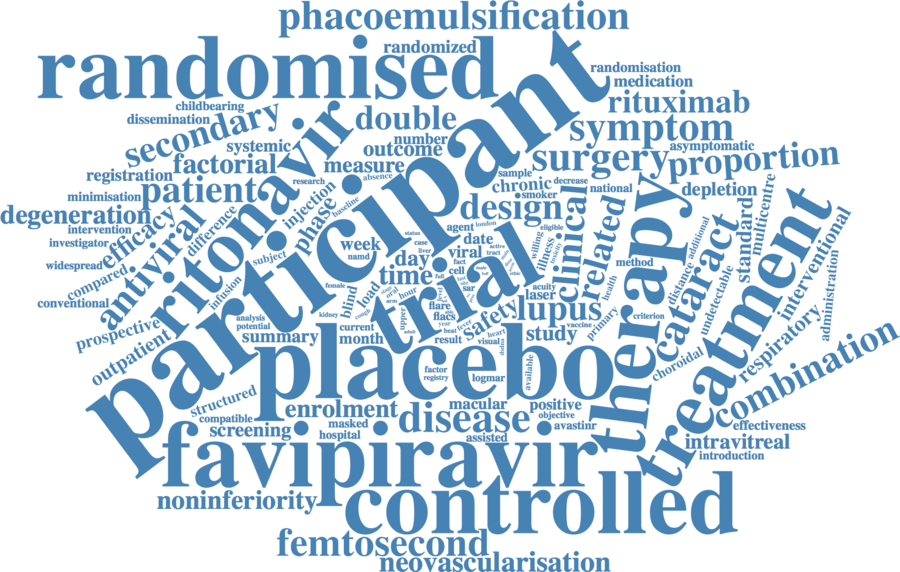 phacoemulsification
randomized
randomised
randomisation
medication
childbearing
dissemination
rituximab
secondary
double
number
symptom
systemic
outcome
asymptomatic
factorial
measure
absence
surgery
proportion
registration
research
sample
decrease
chronic
smoker
national
depletion
patient
minimisation
injection
baseline
phase
design
degeneration
intervention
investigator
efficacy
difference
antiviral
ritonavir
participant
agent
london
clinical
related
standard
multicentre
widespread
compared
subject
week
namd
status
case
liver
date
viral
day
fact
cell
time
active
tract
willing
eligible
illness
toxicity
method
distance
additional
conventional
infusion
female
trial
acuity
laser
health
therapy
cataract
undetectable
treatment
interventional
administration
prospective
blind
load
cough
kidney
hour
upper
flare
flacs
year
safety
lupus
primary
criterion
analysis
potential
summary
current
month
beat
fever
heart
result
visual
study
vaccine
outpatient
placebo
choroidal
respiratory
combination
factor
registry
logmar
available
structured
compatible
enrolment
disease
macular
positive
objective
screening
masked
hospital
assisted
avastinr
effectiveness
intravitreal
introduction
favipiravir
noninferiority
controlled
femtosecond
neovascularisation